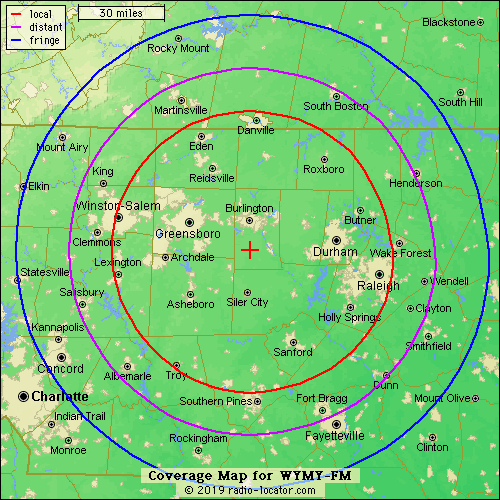 local
distant
fringe
30 miles
Blackstone
Rocky Mount
Martinsville
South Boston
South Hill
Danville
Eden
Mount Airy
Roxboro
Reidsville
King
Henderson
Elkin
Winston-Salem
Burlington
Butner
Greensboro
Clemmons
Durham
Wake Forest
Archdale
Lexington
Statesville
Raleigh
Wendell
Salisbury
Asheboro
Siler City
Clayton
Holly Springs
Kannapolis
Smithfield
Sanford
Concord
Albemarle
Troy
Dunn
Charlotte
Southern Pines
Mount Olive
Fort Bragg
Indian Trail
Fayetteville
Rockingham
Clinton
Monroe
Coverage Map for WYMY-FM
© 2019 radio-locator.com